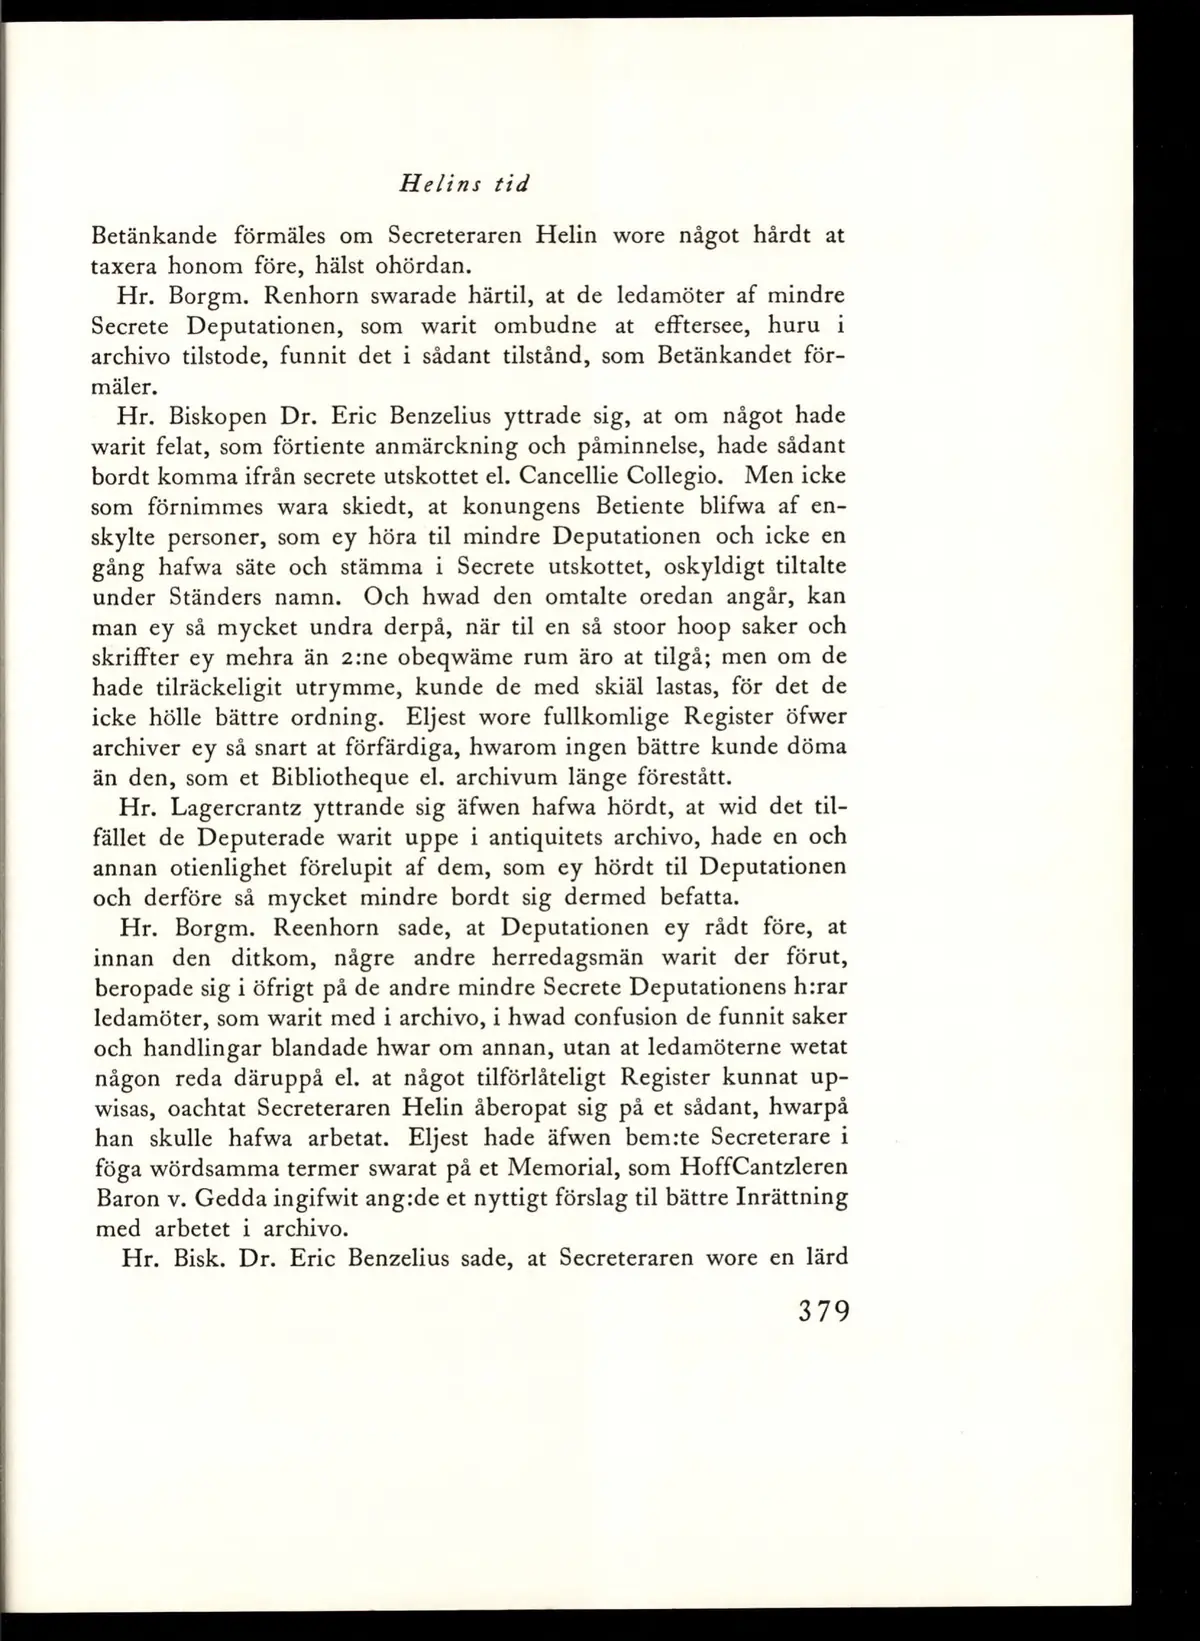 Helins tid
Betänkande förmäles om Secreteraren Helin wore något hårdt at
taxera honom före, hälst ohördan.
Hr. Borgm. Renhorn swarade härtil, at de ledamöter af mindre
Secrete Deputationen, som warit ombudne at efftersee, huru i
archivo tilstode, funnit det i sådant tilstånd, som Betänkandet för-
mäler.
Hr. Biskopen Dr. Eric Benzelius yttrade sig, at om något hade
warit felat, som förtiente anmärckning och påminnelse, hade sådant
bordt komma ifrån secrete utskottet el. Cancellie Collegio. Men icke
som förnimmes wara skiedt, at konungens Betiente blifwa af en-
skylte personer, som ey höra til mindre Deputationen och icke en
gång hafwa säte och stämma i Secrete utskottet, oskyldigt tiltalte
under Ständers namn. Och hwad den omtalte oredan angår, kan
man ey så mycket undra derpå, när til en så stoor hoop saker och
skriffter ey mehra än 2:ne obeqwäme rum äro at tilgå; men om de
hade tilräckeligit utrymme, kunde de med skiäl lastas, för det de
icke hölle bättre ordning. Eljest wore fullkomlige Register öfwer
archiver ey så snart at förfärdiga, hwarom ingen bättre kunde döma
än den, som et Bibliotheque el. archivum länge förestått.
Hr. Lagercrantz yttrande sig äfwen hafwa hördt, at wid det til-
fället de Deputerade warit uppe i antiquitets archivo, hade en och
annan otienlighet förelupit af dem, som ey hördt til Deputationen
och derföre så mycket mindre bordt sig dermed befatta.
Hr. Borgm. Reenhorn sade, at Deputationen ey rådt före, at
innan den ditkom, någre andre herredagsmän warit der förut,
beropade sig i öfrigt på de andre mindre Secrete Deputationens h:rar
ledamöter, som warit med i archivo, i hwad confusion de funnit saker
och handlingar blandade hwar om annan, utan at ledamöterne wetat
någon reda däruppå el. at något tilförlåteligt Register kunnat up-
wisas, oachtat Secreteraren Helin åberopat sig på et sådant, hwarpå
han skulle hafwa arbetat. Eljest hade äfwen bem:te Secreterare i
föga wördsamma termer swarat på et Memorial, som HoffCantzleren
Baron v. Gedda ingifwit ang:de et nyttigt förslag til bättre Inrättning
med arbetet i archivo.
Hr. Bisk. Dr. Eric Benzelius sade, at Secreteraren wore en lärd
379